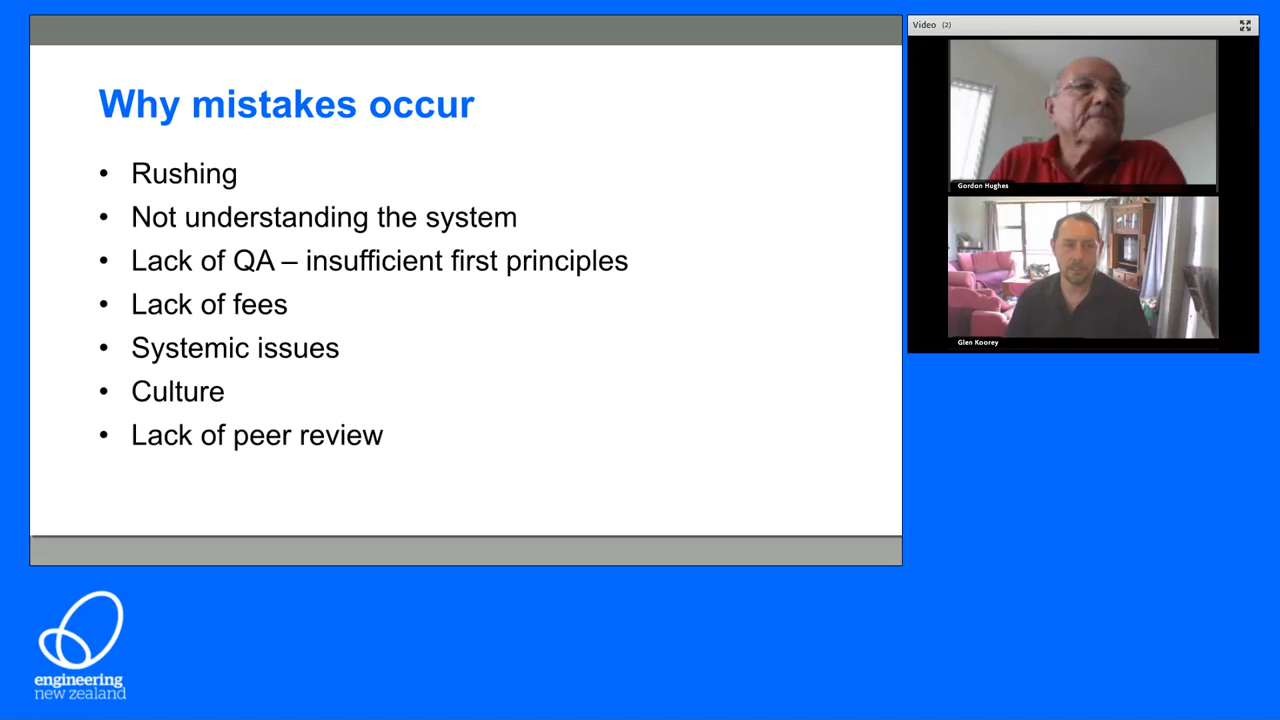 Why mistakes occur
• Rushing
• Not understanding the system
• Lack of QA – insufficient first principles
• Lack of fees
• Systemic issues
• Culture
• Lack of peer review
Video (2)
Gordon Hughes
Glen Koorey
engineering
new zealand